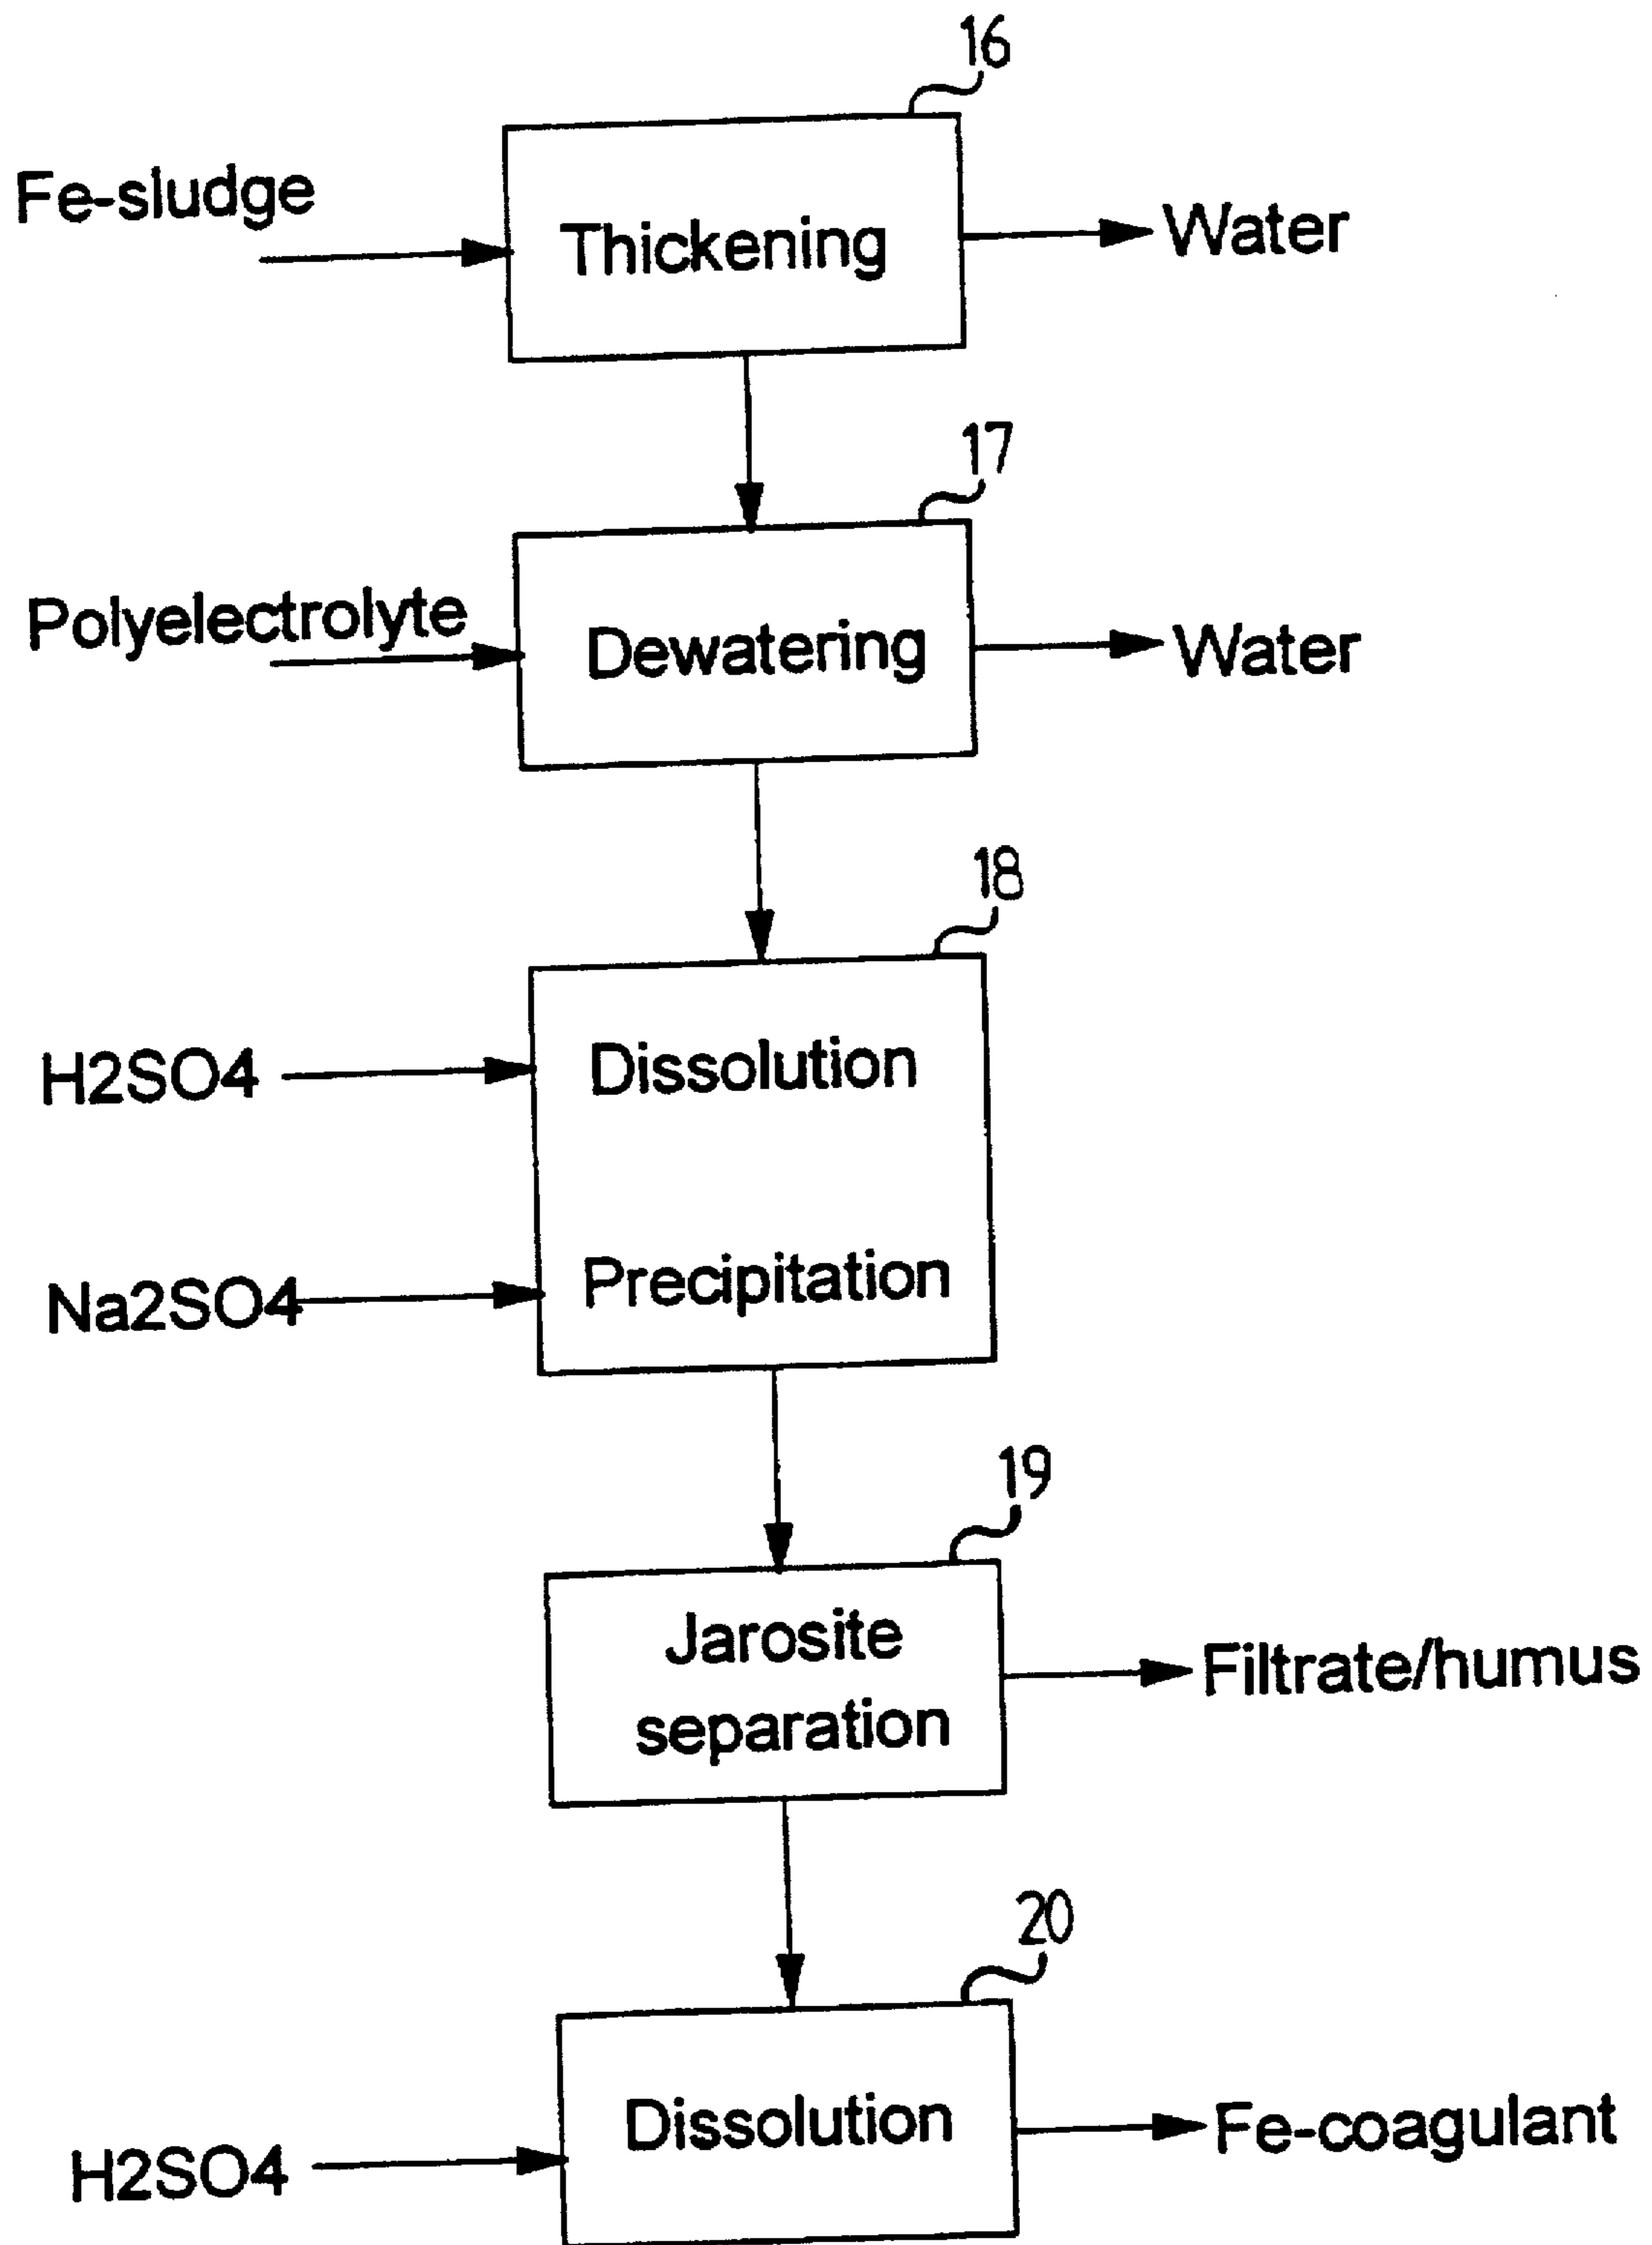 16
Fe-sludge
Thickening
Water
17
Polyelectrolyte
Dewatering
Water
18
H2SO4
Dissolution
Na2SO4
Precipitation
19
Jarosite
separation
Filtrate/humus
20
Dissolution
Fe-coagulant
H2SO4